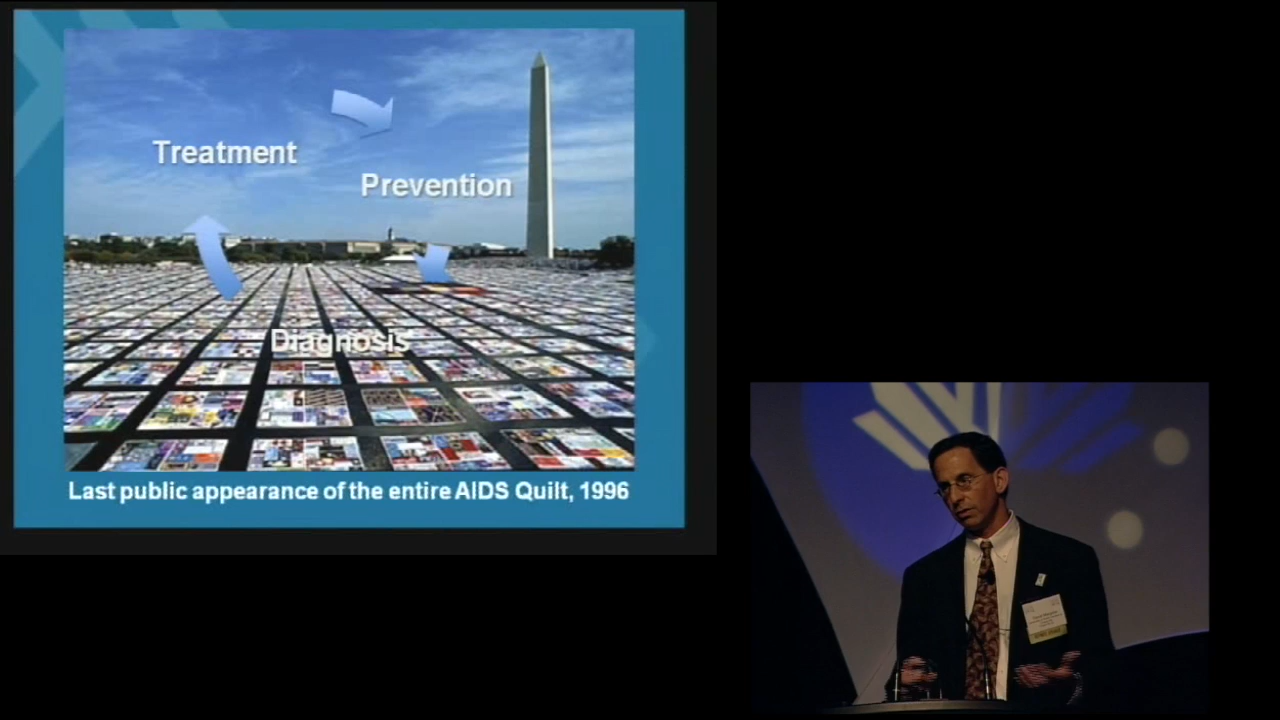 Treatment
Prevention
Diagnosis
Last public appearance of the entire AIDS Quilt, 1996